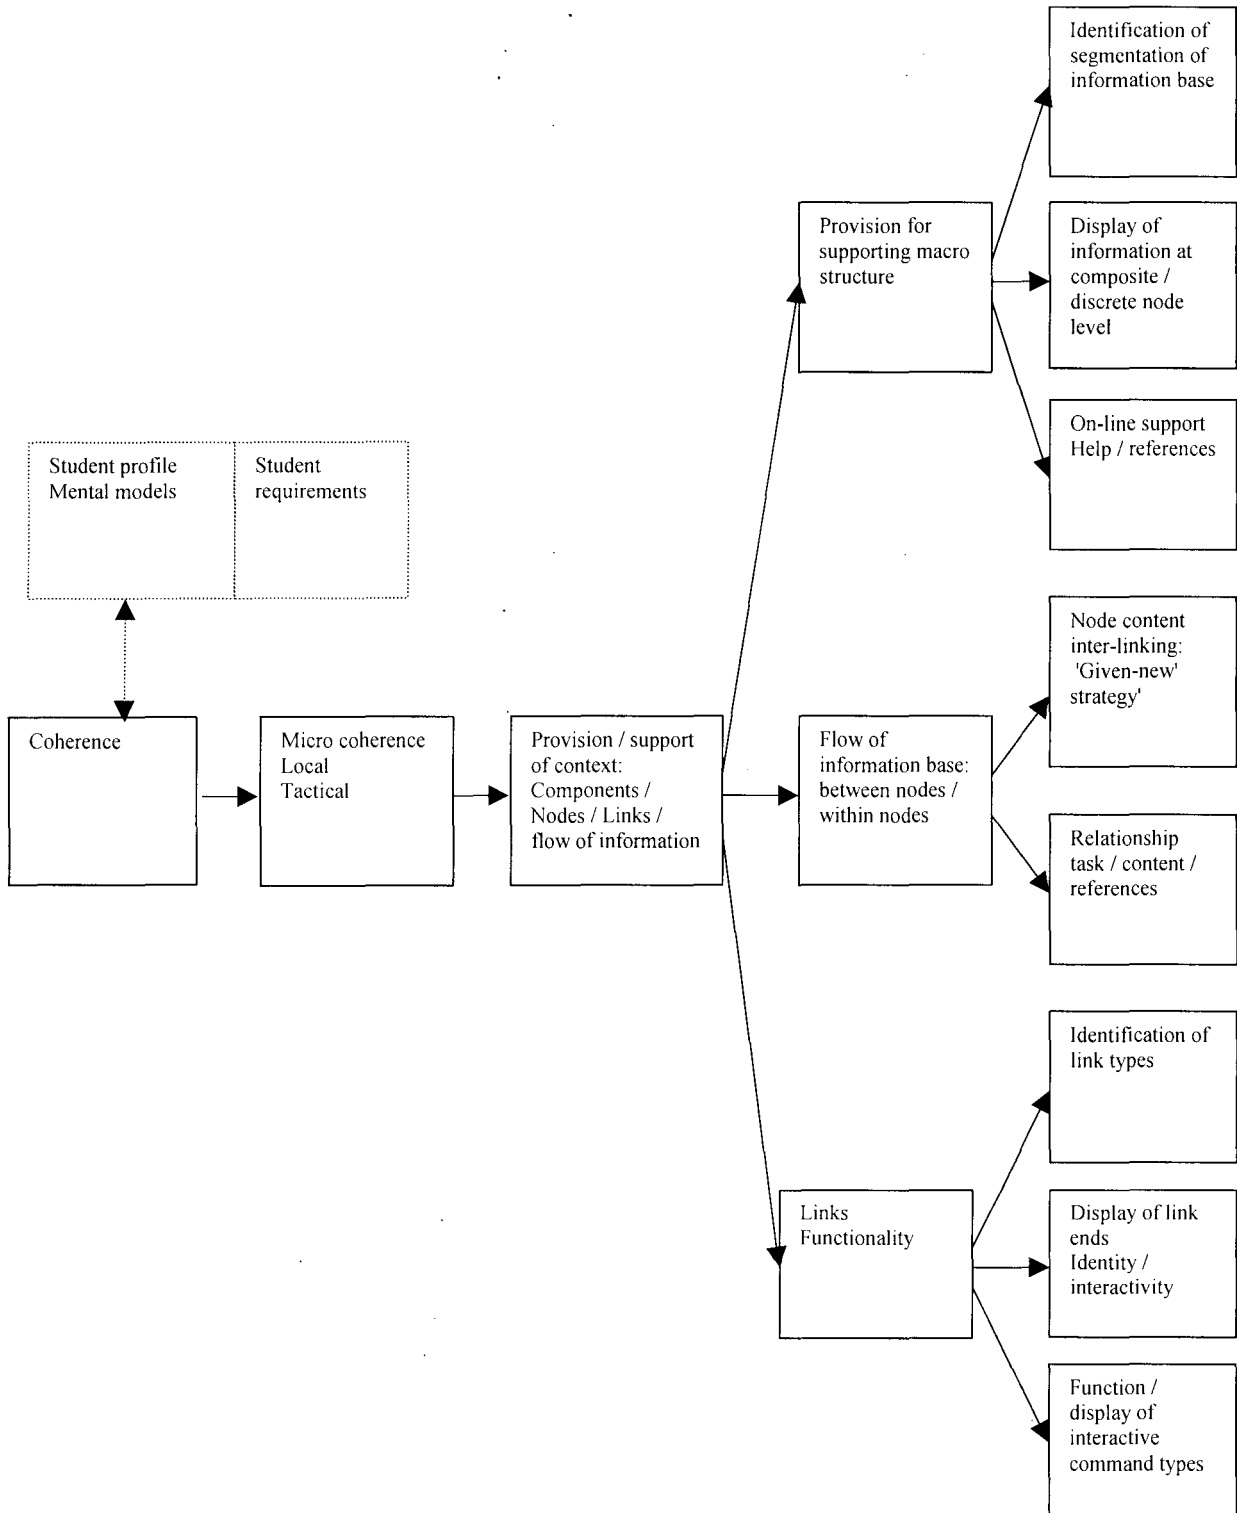 Identification of
segmentation of
information base
Provision for
supporting macro
structure
Display of
information at
composite /
discrete node
level
On-line support
Help / references
Student profile
Mental models
Student
requirements
Node content
inter-linking:
'Given-new'
strategy'
Coherence
Micro coherence
Local
Tactical
Provision / support
of context:
Components /
Nodes / Links /
flow of information
Flow of
information base:
between nodes /
within nodes
Relationship
task / content /
references
Identification of
link types
Links
Functionality
Display of link
ends
Identity /
interactivity
Function /
display of
interactive
command types